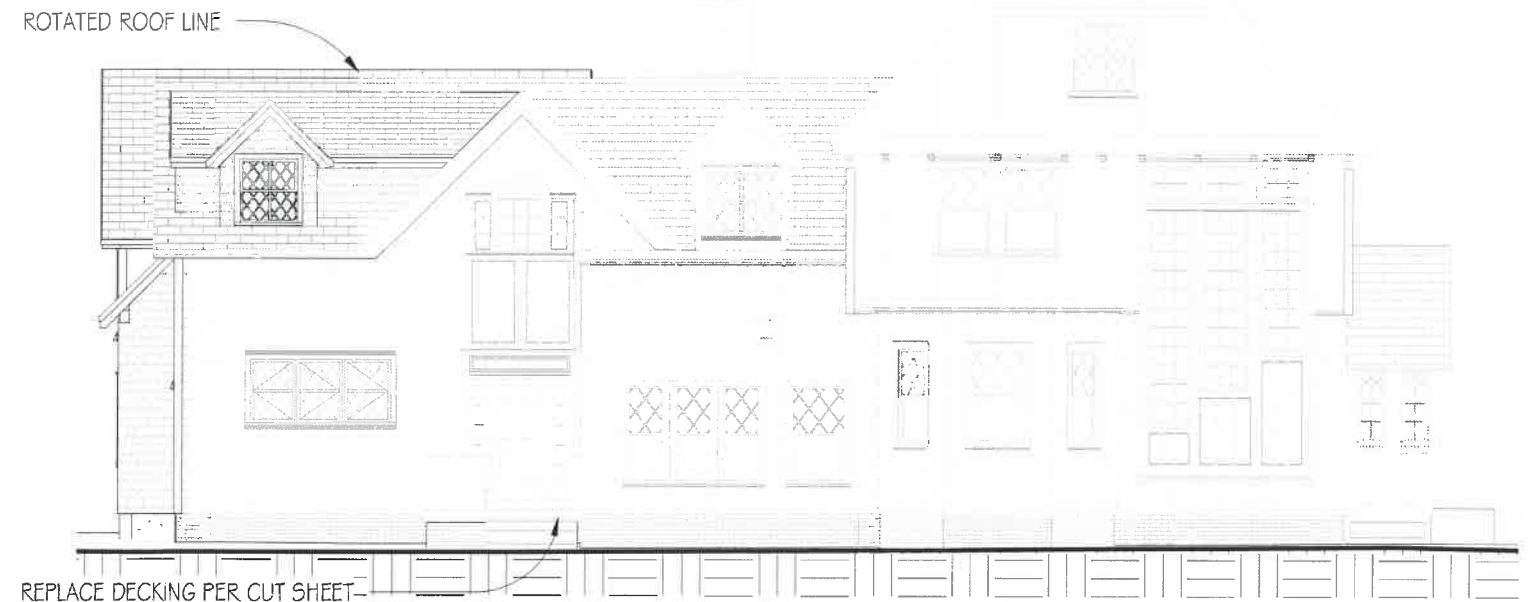 ROTATED ROOF LINE
REPLACE DECKING PER CUT SHEET